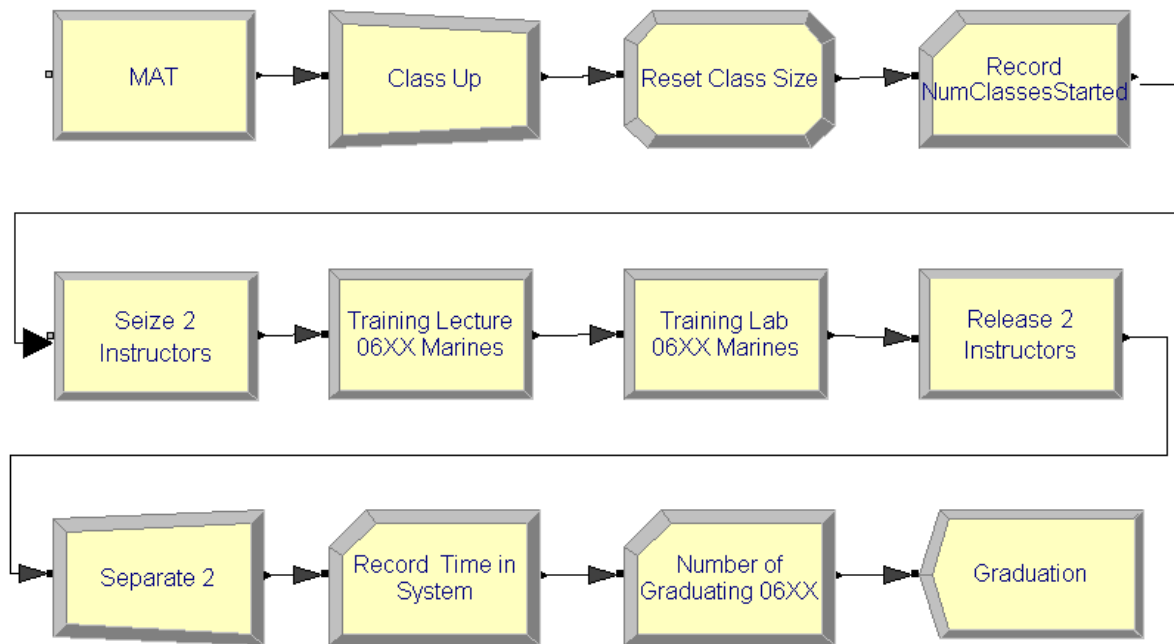 MAT
Class Up
Reset Class Size
Record
NumClassesStarted
Seize 2
Instructors
Training Lecture
06XX Marines
Training Lab
06XX Marines
Release 2
Instructors
Separate 2
Record  Time in
System
Number of
Graduating 06XX
Graduation